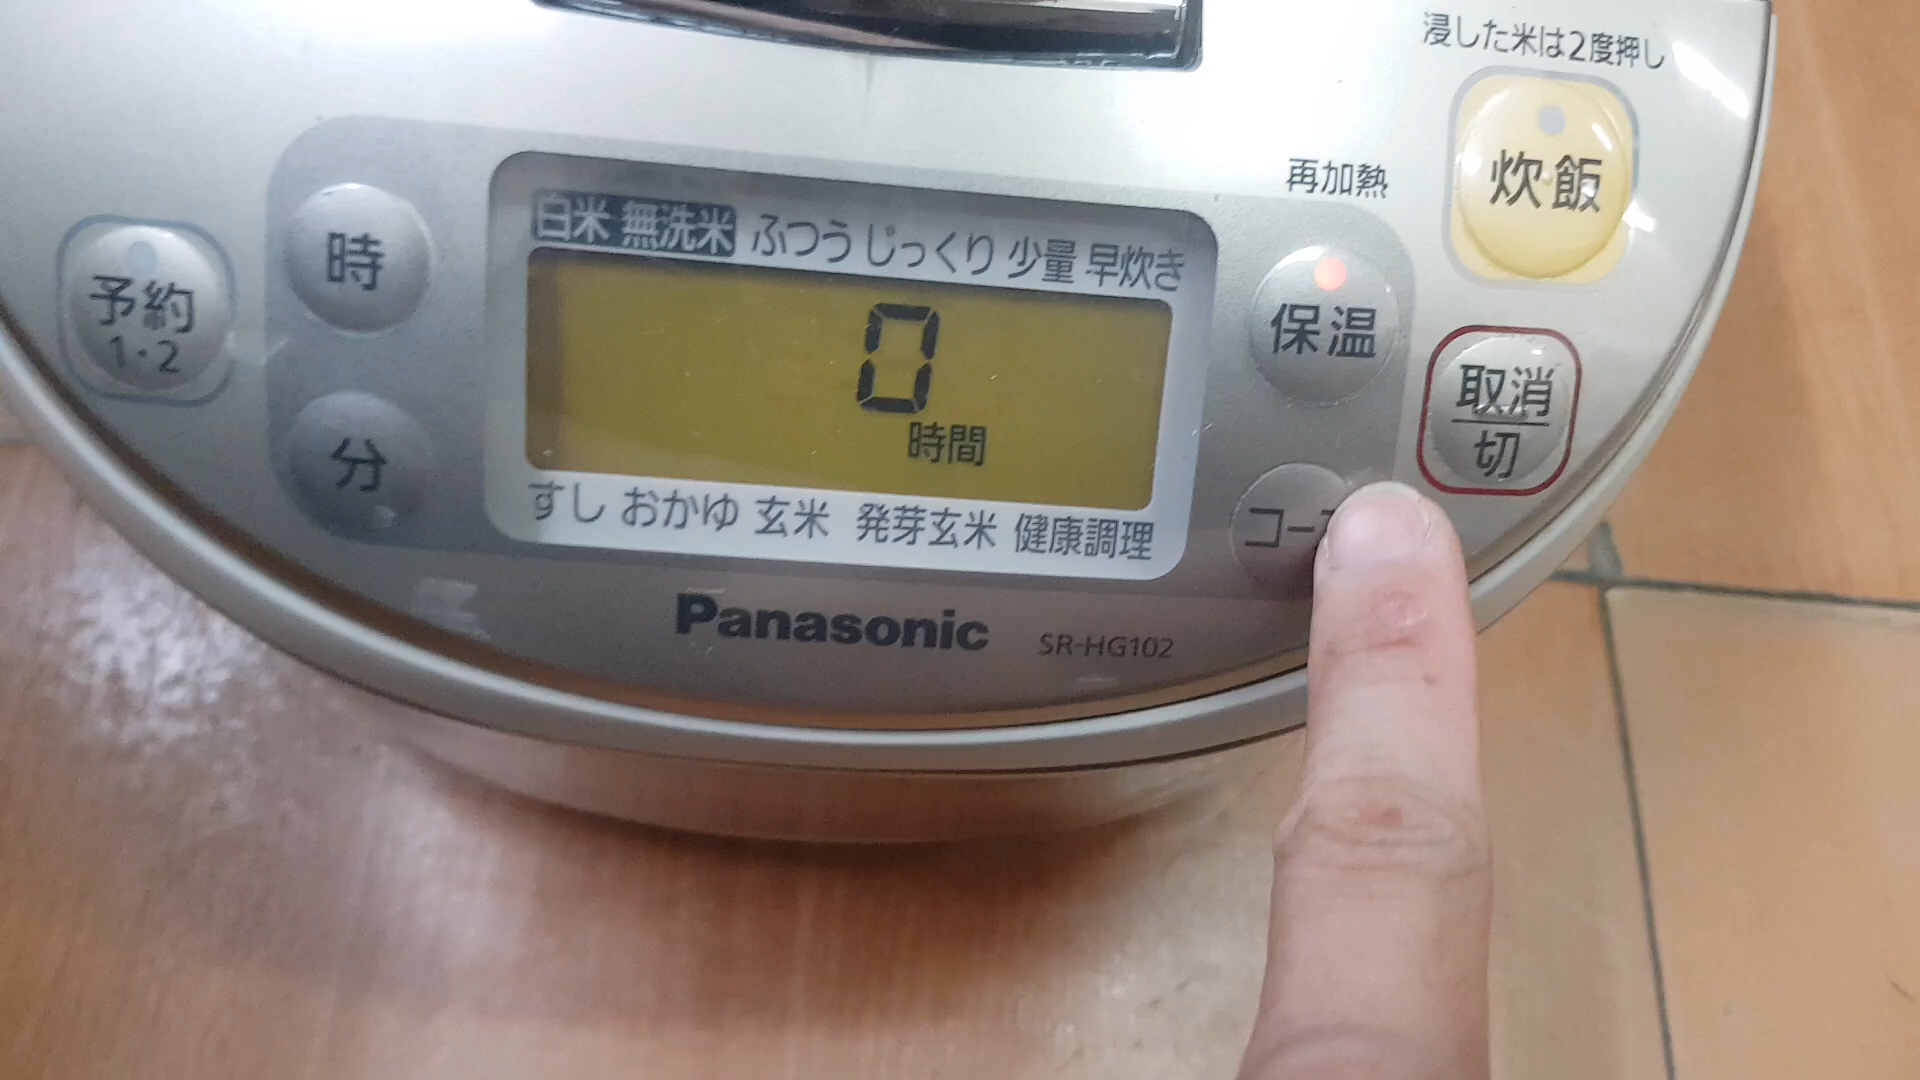 浸した米は2度押し
炊飯
再加熱
保温
取消
切
予約
1・2
時
分
白米 無洗米 ふつう じっくり 少量 早炊き
0
時間
すし おかゆ 玄米 発芽玄米 健康調理
コー
Panasonic
SR-HG102